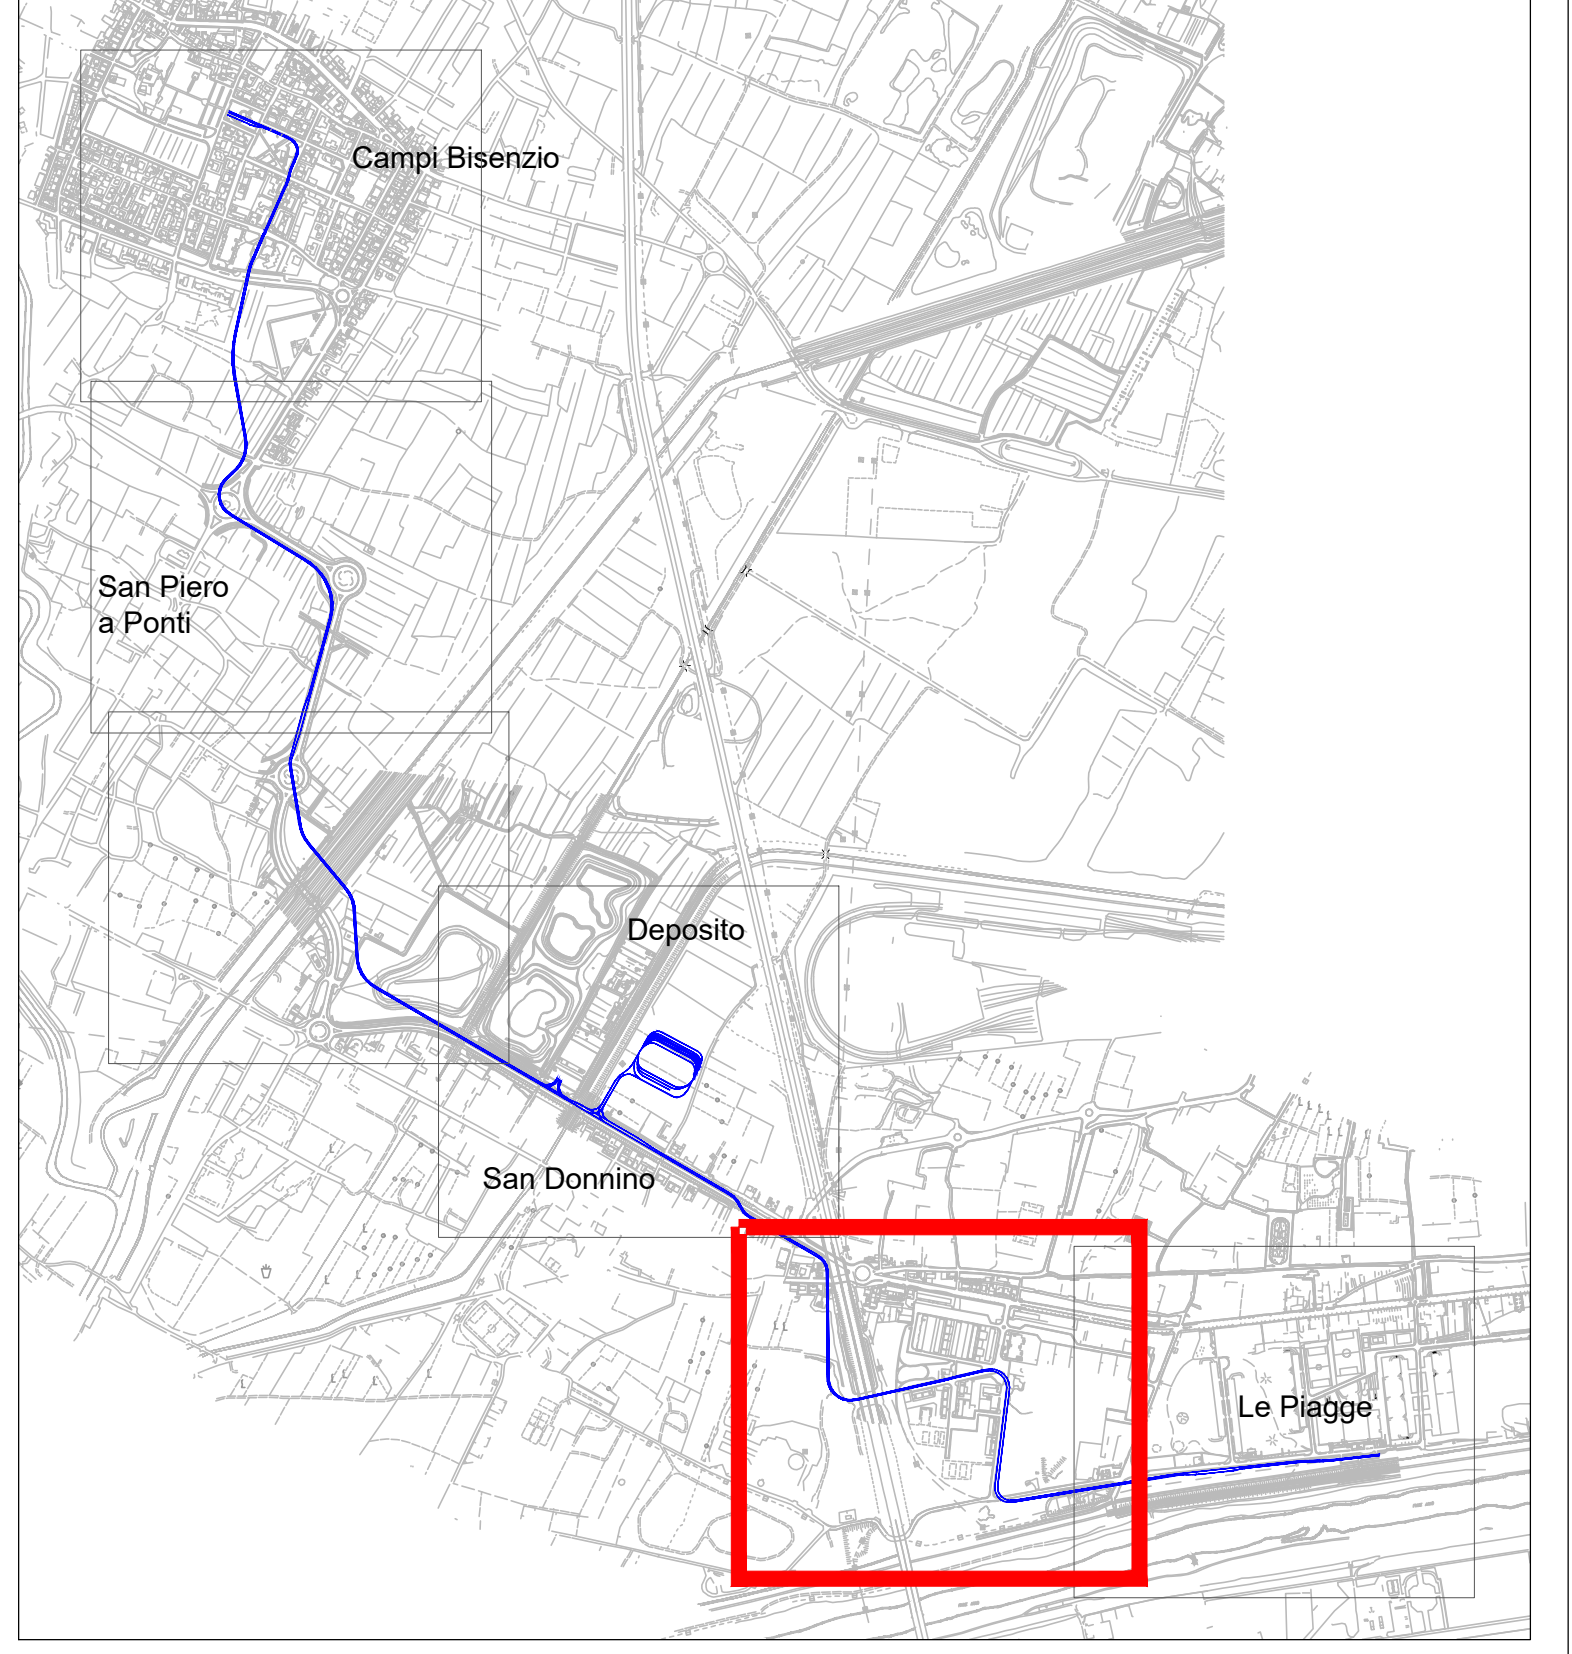 Campi Bisenzio
San Piero
a Ponti
Deposito
San Donnino
Le Piagge